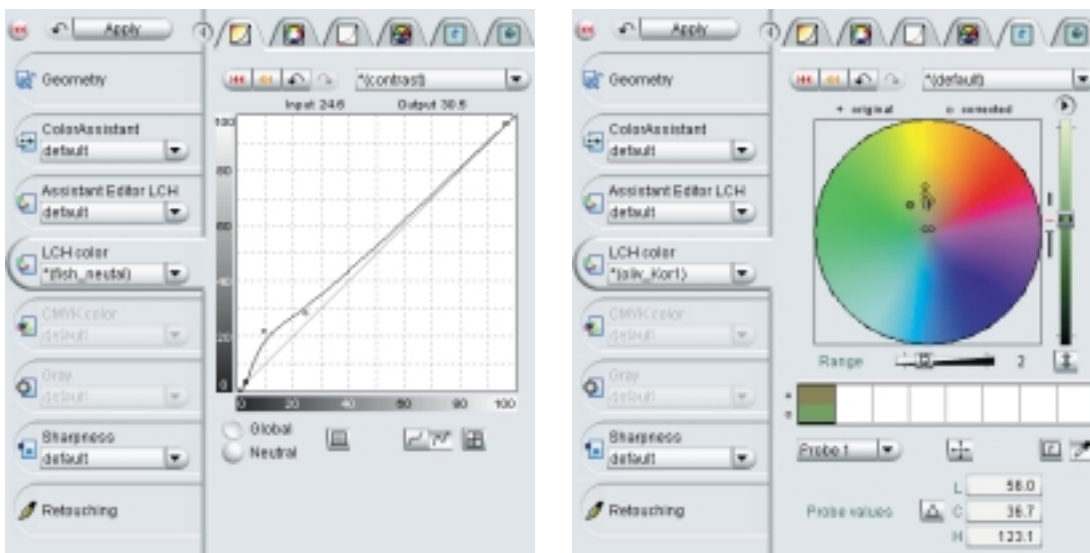 Apply
Geometry
ColorAssistant
default
Assistant Editor LCH
default
LCH color
*(fish_neutal)
CMYK color
default
Gray
default
Sharpness
default
Retouching
*(contrast)
Input 24.6 Output 30.5
100
80
60
40
20
0
0 20 40 60 80 100
Global
Neutral
Apply
Geometry
ColorAssistant
default
Assistant Editor LCH
default
LCH color
*(oliv_Kor1)
CMYK color
default
Gray
default
Sharpness
default
Retouching
*(default)
+ original o corrected
Range 2
Probe 1
Probe values
L 56.0
C 36.7
H 123.1